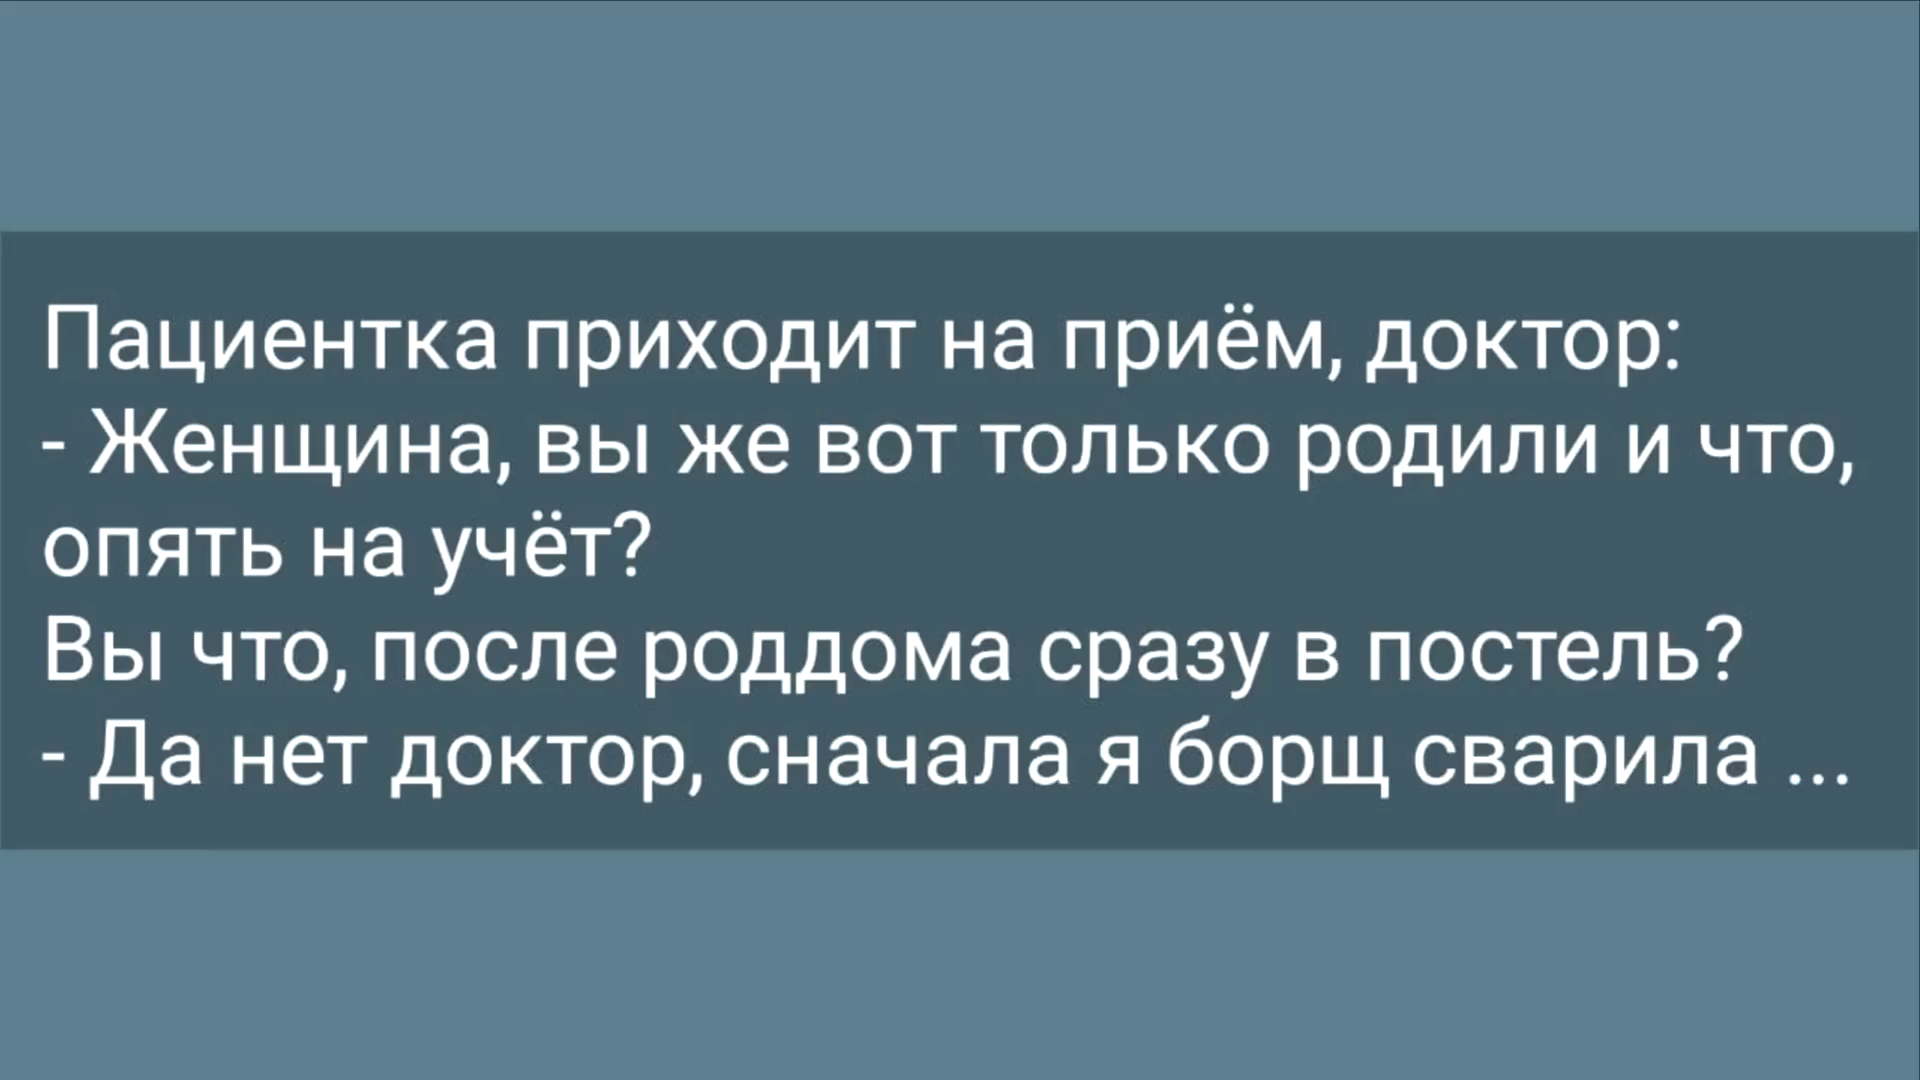 Пациентка приходит на приём, доктор:
- Женщина, вы же вот только родили и что,
опять на учёт?
Вы что, после роддома сразу в постель?
- Да нет доктор, сначала я борщ сварила ...